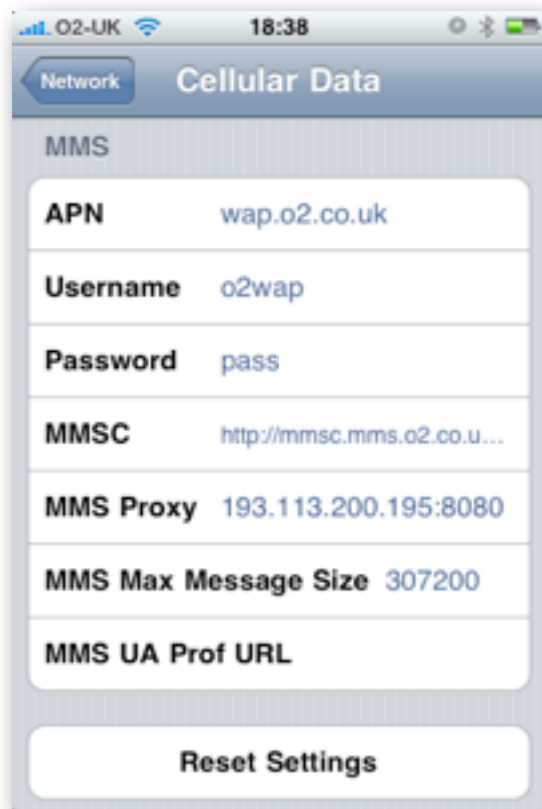 O2-UK 18:38
Network Cellular Data
MMS
APN wap.o2.co.uk
Username o2wap
Password pass
MMSC http://mmsc.mms.o2.co.u...
MMS Proxy 193.113.200.195:8080
MMS Max Message Size 307200
MMS UA Prof URL
Reset Settings